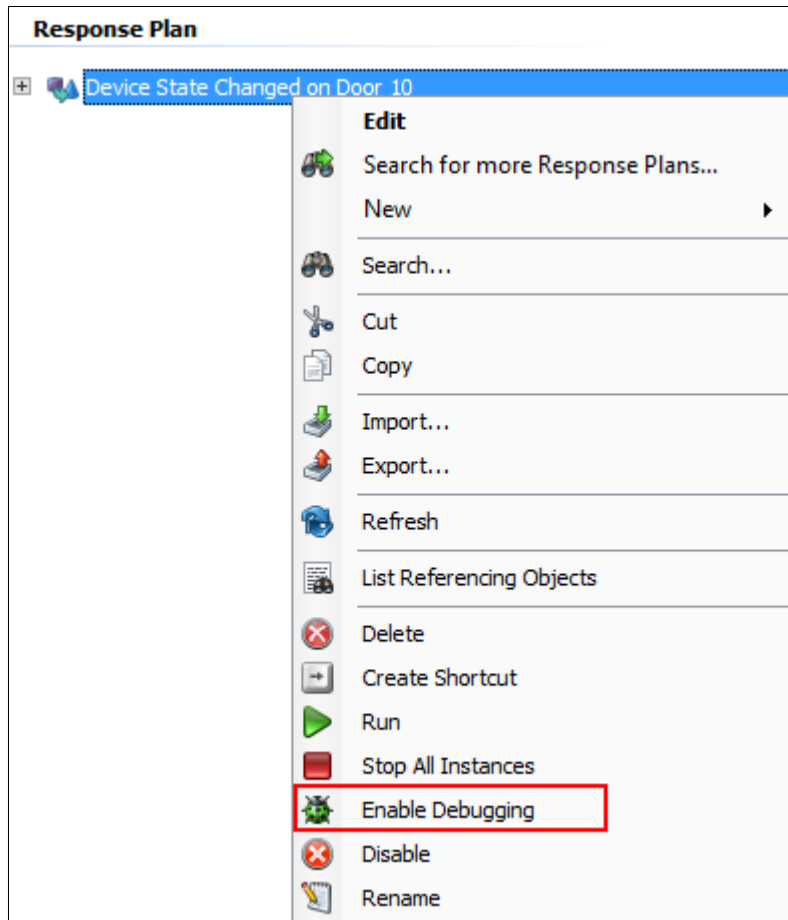 Response Plan
Device State Changed on Door 10
Edit
Search for more Response Plans...
New
Search...
Cut
Copy
Import...
Export...
Refresh
List Referencing Objects
Delete
Create Shortcut
Run
Stop All Instances
Enable Debugging
Disable
Rename